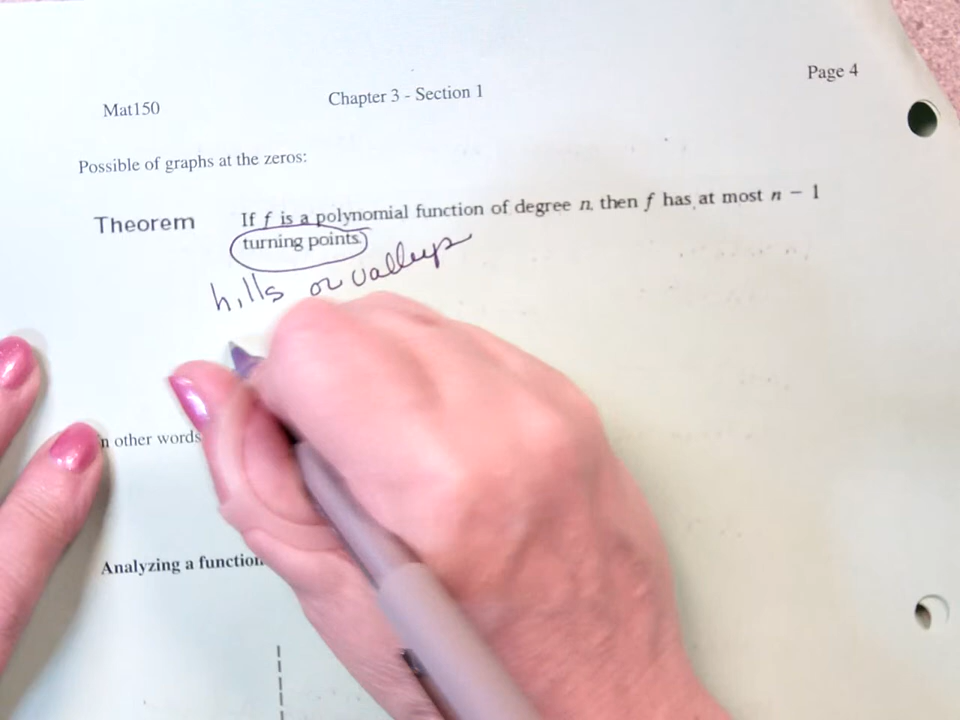 Page 4
Mat150 Chapter 3 - Section 1
Possible of graphs at the zeros:
Theorem If f is a polynomial function of degree n, then f has at most n − 1
turning points.
hills or valleys
n other words
Analyzing a function